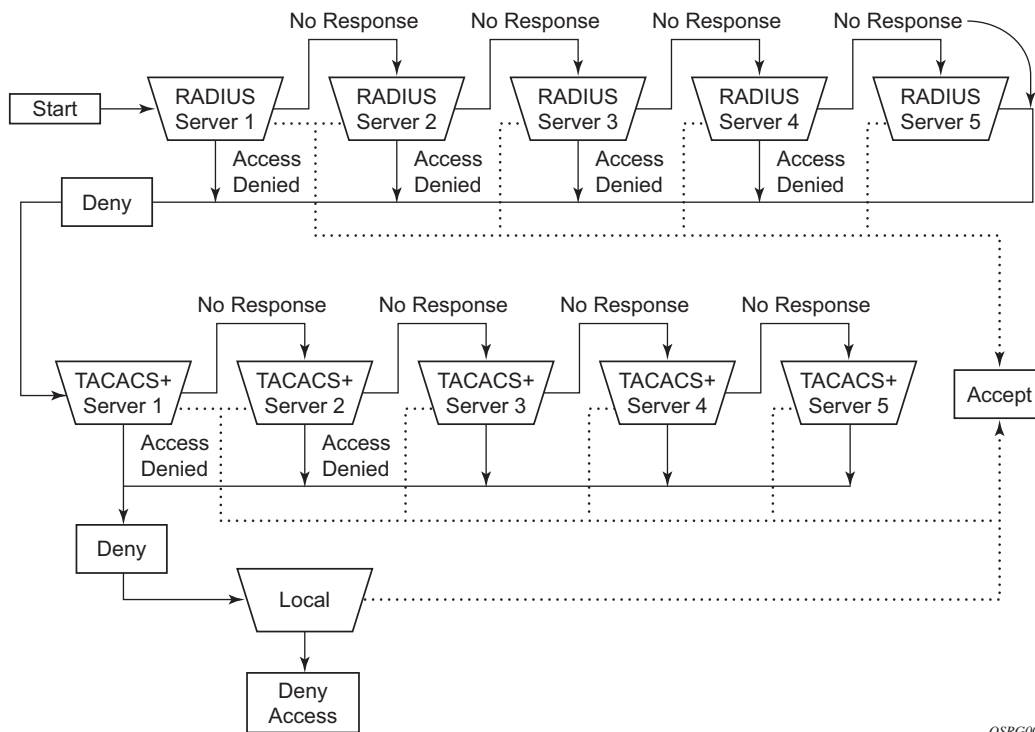 No Response
No Response
No Response
No Response
No Response
Start
RADIUS
Server 1
RADIUS
Server 2
RADIUS
Server 3
RADIUS
Server 4
RADIUS
Server 5
Access
Denied
Access
Denied
Access
Denied
Deny
No Response
No Response
No Response
No Response
TACACS+
Server 1
TACACS+
Server 2
TACACS+
Server 3
TACACS+
Server 4
TACACS+
Server 5
Accept
Access
Denied
Access
Denied
Deny
Local
Deny
Access